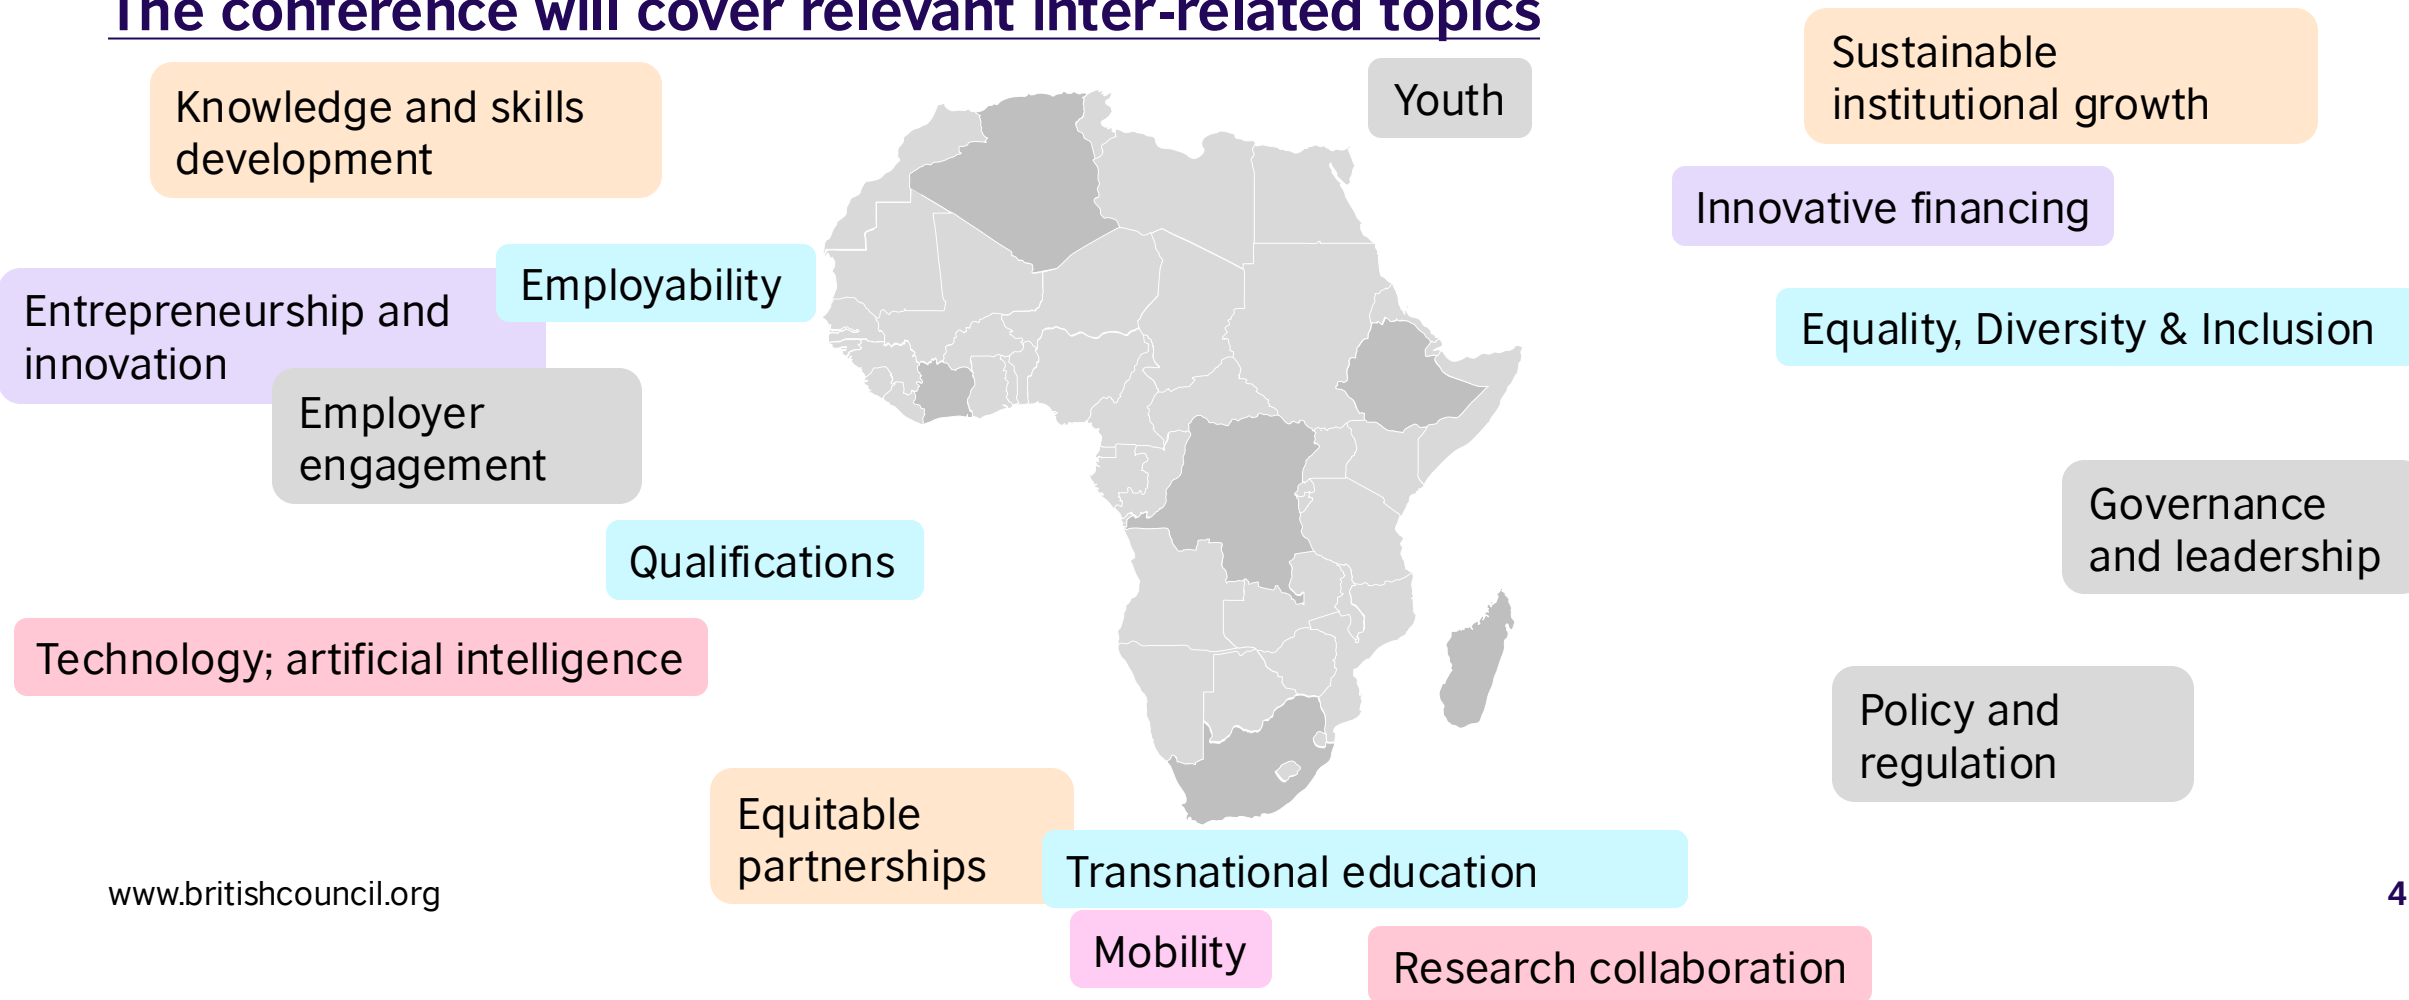 The conference will cover relevant inter-related topics
Knowledge and skills
development
Youth
Sustainable
institutional growth
Innovative financing
Employability
Entrepreneurship and
innovation
Equality, Diversity & Inclusion
Employer
engagement
Governance
and leadership
Qualifications
Technology; artificial intelligence
Policy and
regulation
Equitable
partnerships
Transnational education
www.britishcouncil.org
4
Mobility
Research collaboration